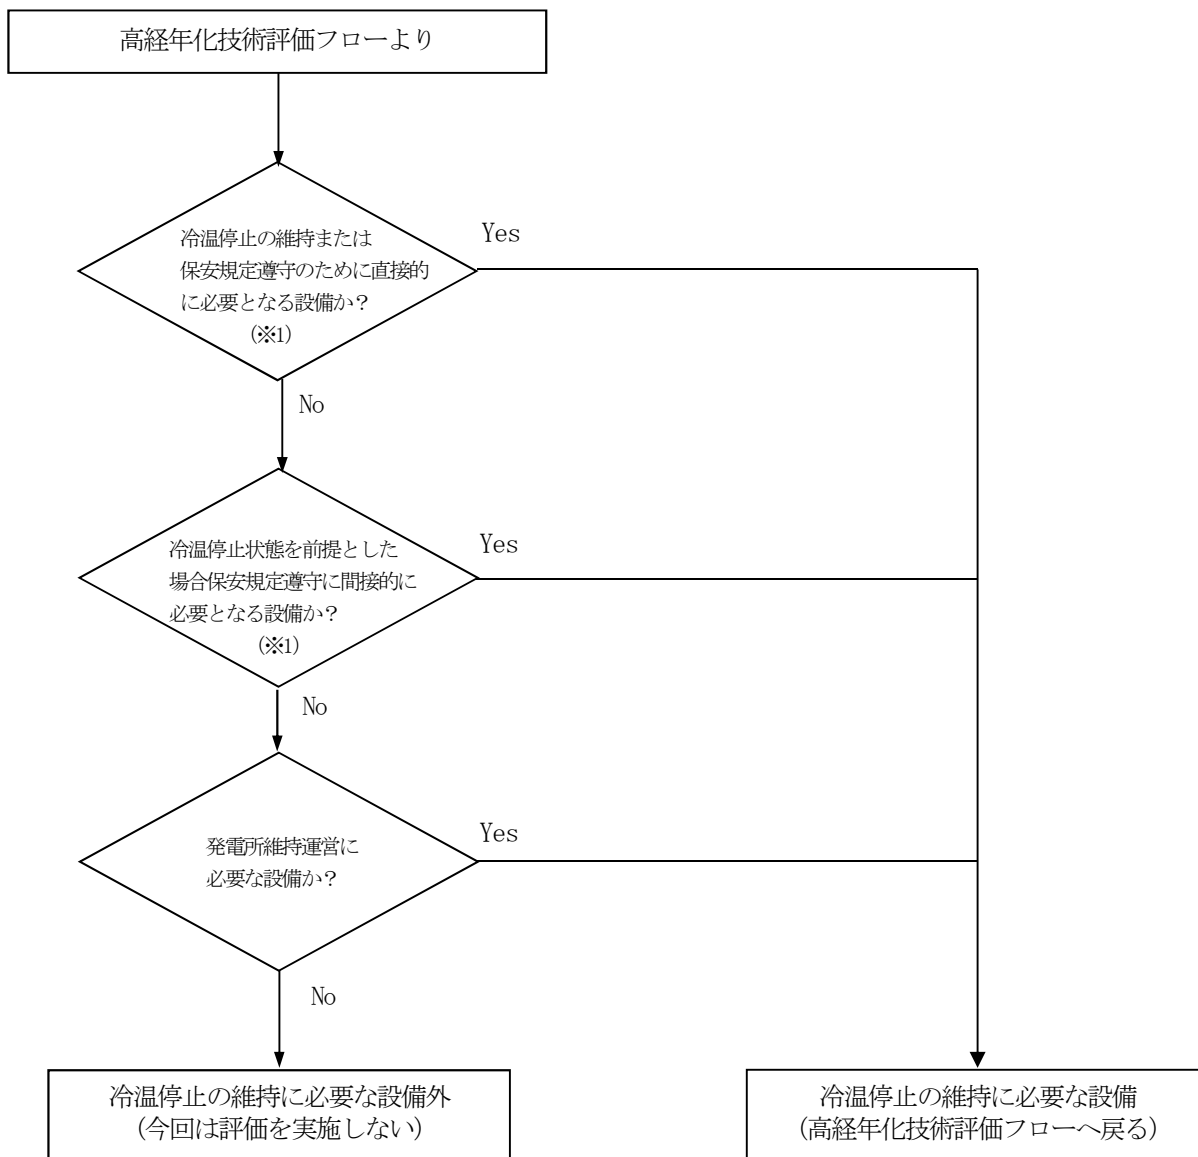 高経年化技術評価フローより
冷温停止の維持または
保安規定遵守のために直接的
に必要となる設備か？
(※1)
Yes
No
冷温停止状態を前提とした
場合保安規定遵守に間接的に
必要となる設備か？
(※1)
Yes
No
発電所維持運営に
必要な設備か？
Yes
No
冷温停止の維持に必要な設備外
(今回は評価を実施しない)
冷温停止の維持に必要な設備
(高経年化技術評価フローへ戻る)